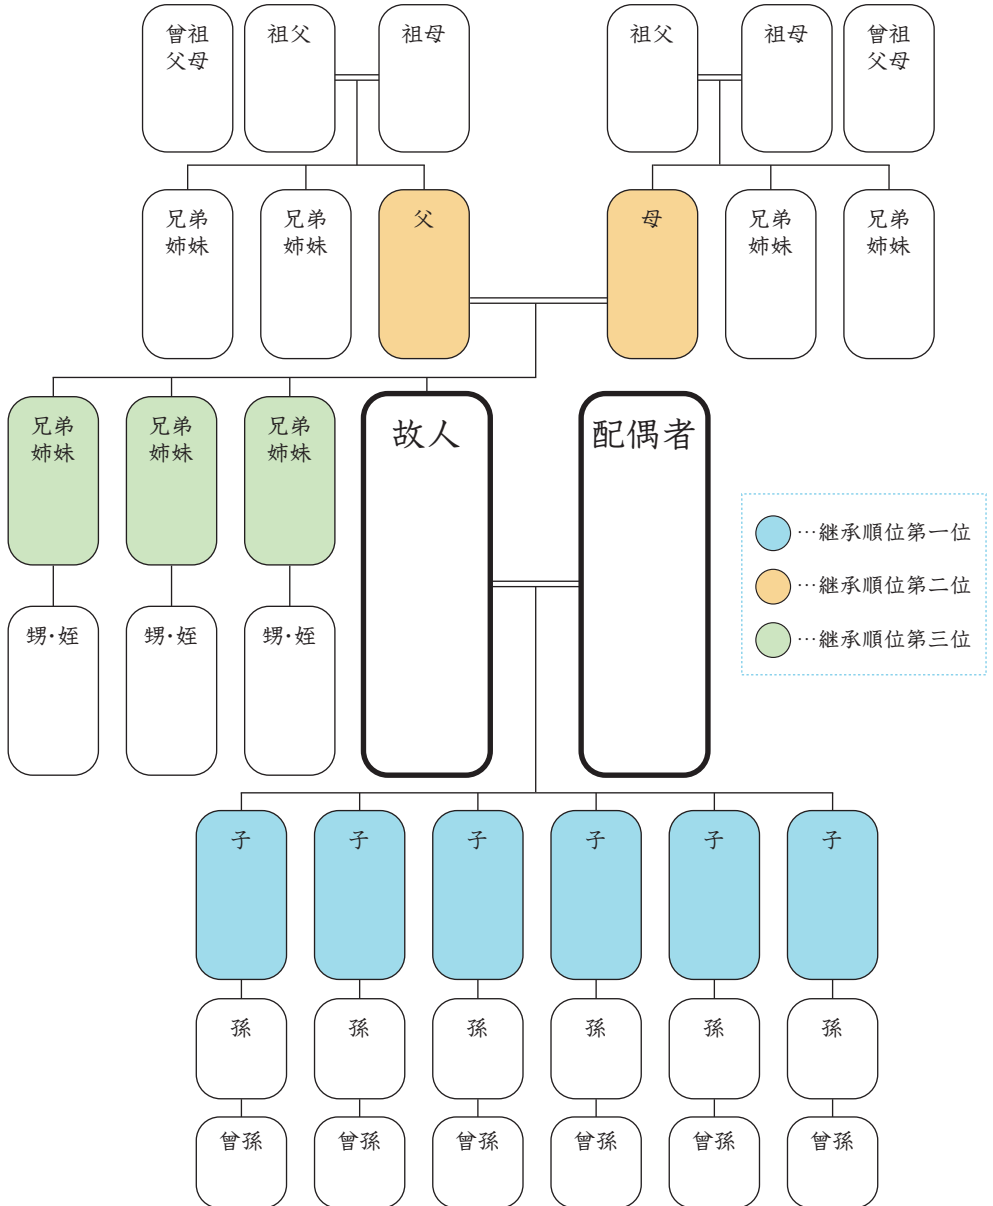 曾祖
父母
祖父
祖母
祖父
祖母
曾祖
父母
兄弟
姉妹
兄弟
姉妹
父
母
兄弟
姉妹
兄弟
姉妹
兄弟
姉妹
兄弟
姉妹
兄弟
姉妹
故人
配偶者
…継承順位第一位
…継承順位第二位
…継承順位第三位
甥・姪
甥・姪
甥・姪
子
子
子
子
子
子
孫
孫
孫
孫
孫
孫
曾孫
曾孫
曾孫
曾孫
曾孫
曾孫